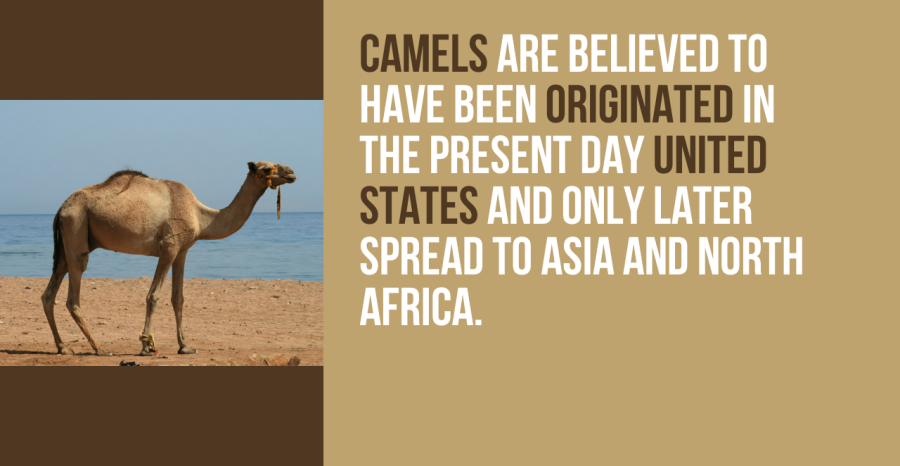 CAMELS ARE BELIEVED TO
HAVE BEEN ORIGINATED IN
THE PRESENT DAY UNITED
STATES AND ONLY LATER
SPREAD TO ASIA AND NORTH
AFRICA.